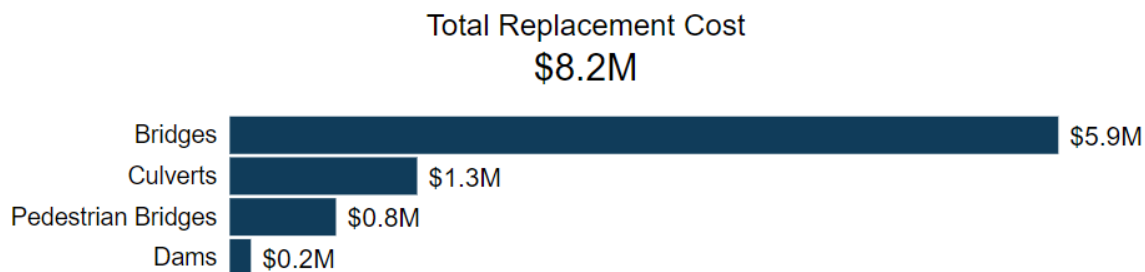 Total Replacement Cost
$8.2M
Bridges $5.9M
Culverts $1.3M
Pedestrian Bridges $0.8M
Dams $0.2M